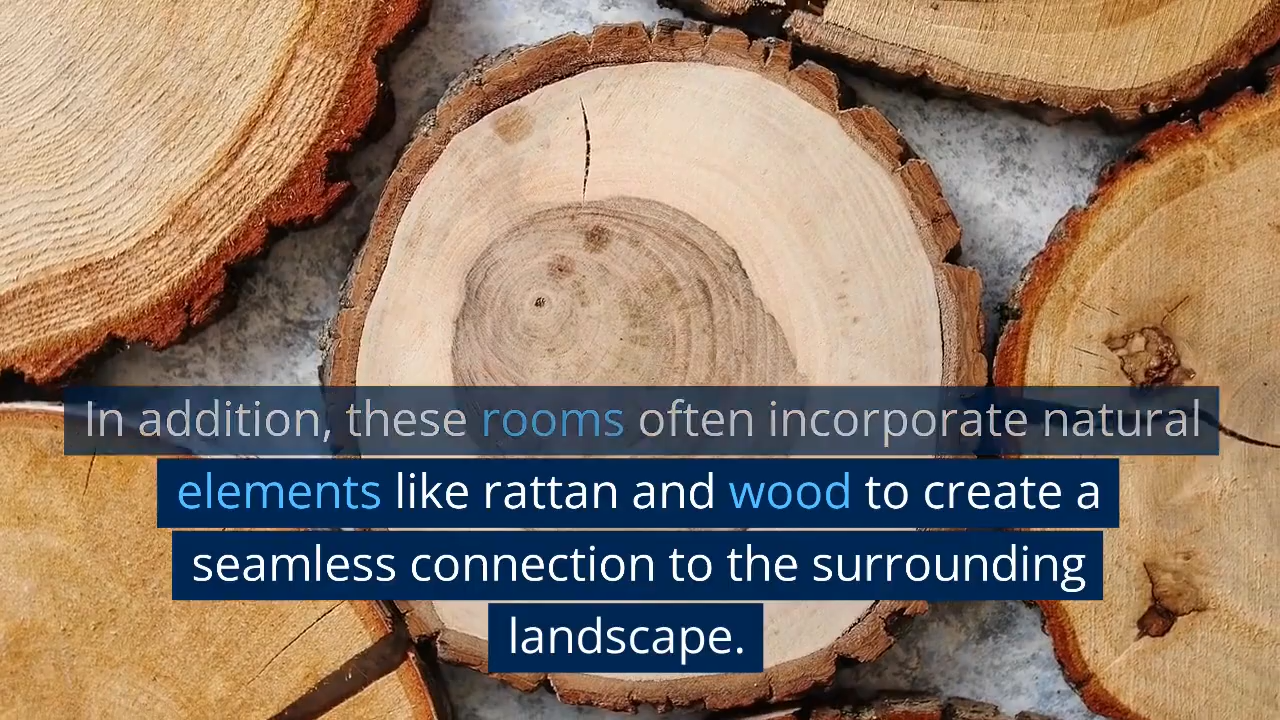 In addition, these rooms often incorporate natural
elements like rattan and wood to create a
seamless connection to the surrounding
landscape.